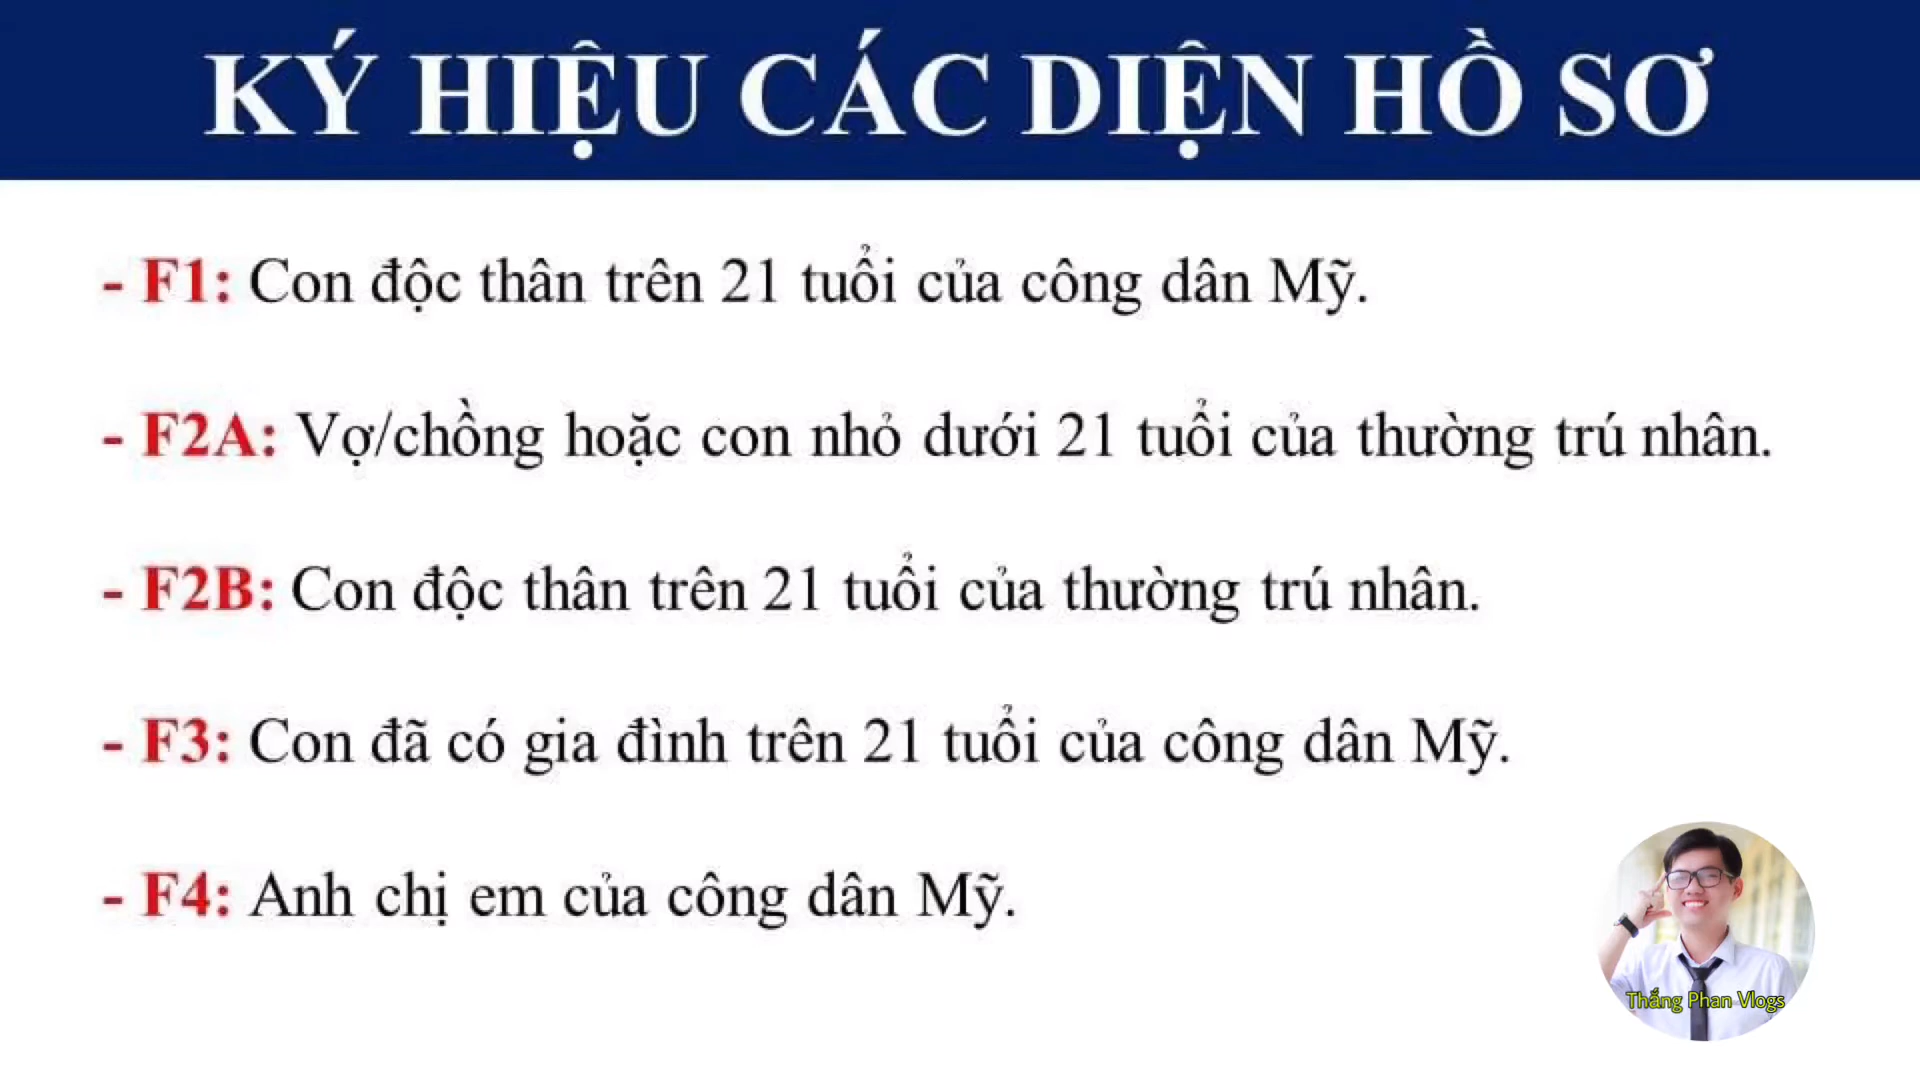 KÝ HIỆU CÁC DIỆN HỒ SƠ
- F1: Con độc thân trên 21 tuổi của công dân Mỹ.
- F2A: Vợ/chồng hoặc con nhỏ dưới 21 tuổi của thường trú nhân.
- F2B: Con độc thân trên 21 tuổi của thường trú nhân.
- F3: Con đã có gia đình trên 21 tuổi của công dân Mỹ.
- F4: Anh chị em của công dân Mỹ.
Thắng Phan Vlogs